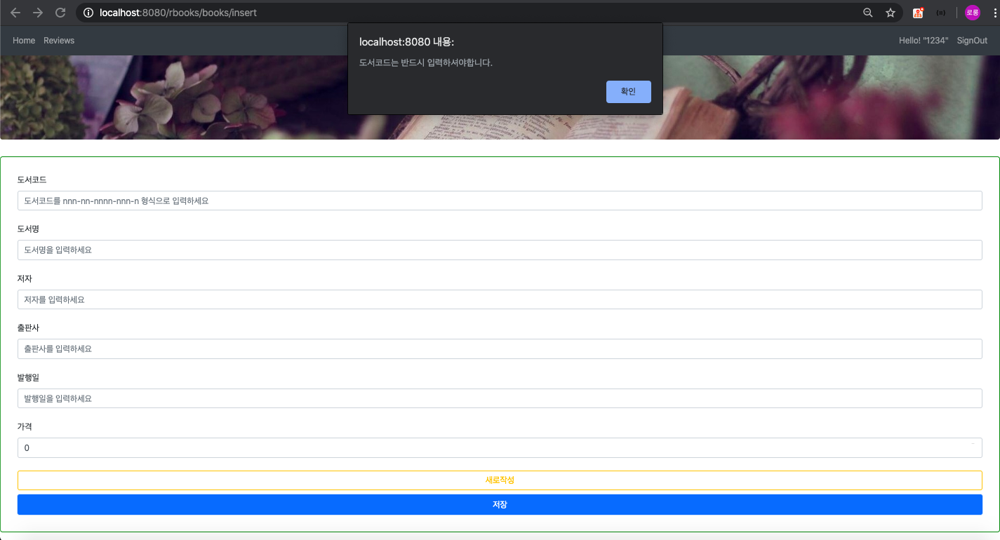 localhost:8080/rbooks/books/insert
로롱
Home Reviews
Hello! "1234" SignOut
localhost:8080 내용:
도서코드는 반드시 입력하셔야합니다.
확인
도서코드
도서코드를 nnn-nn-nnnn-nnn-n 형식으로 입력하세요
도서명
도서명을 입력하세요
저자
저자를 입력하세요
출판사
출판사를 입력하세요
발행일
발행일을 입력하세요
가격
0
새로작성
저장